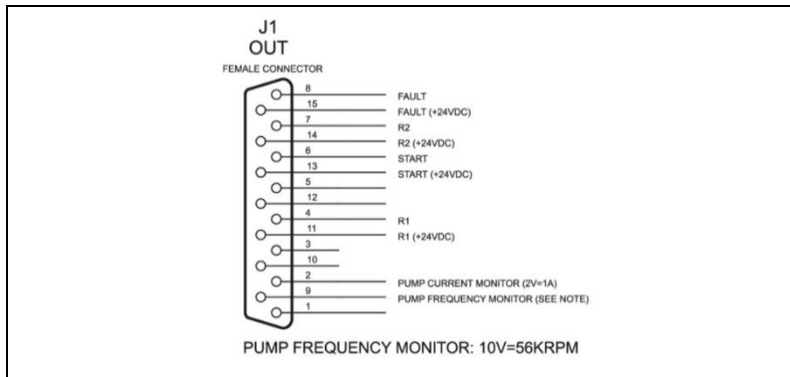 J1
OUT
FEMALE CONNECTOR
8 FAULT
15 FAULT (+24VDC)
7 R2
14 R2 (+24VDC)
6 START
13 START (+24VDC)
5
12
4 R1
11 R1 (+24VDC)
3
10
2 PUMP CURRENT MONITOR (2V=1A)
9 PUMP FREQUENCY MONITOR (SEE NOTE)
1
PUMP FREQUENCY MONITOR: 10V=56KRPM